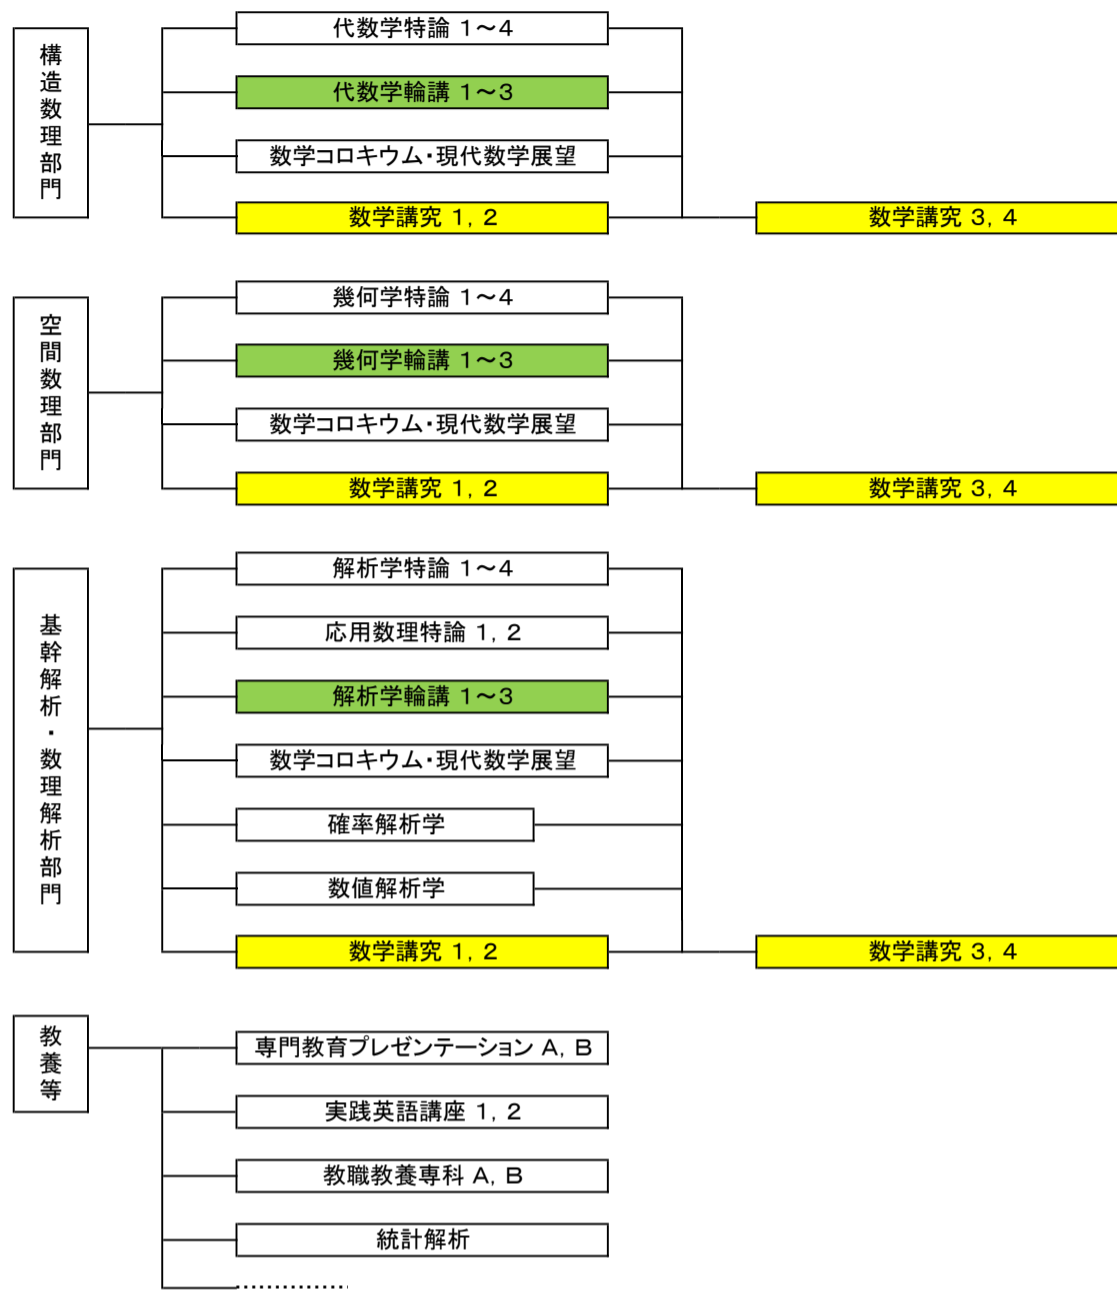 構造数理部門
代数学特論 1～4
代数学輪講 1～3
数学コロキウム・現代数学展望
数学講究 1, 2
数学講究 3, 4
空間数理部門
幾何学特論 1～4
幾何学輪講 1～3
数学コロキウム・現代数学展望
数学講究 1, 2
数学講究 3, 4
基幹解析・数理解析部門
解析学特論 1～4
応用数理特論 1, 2
解析学輪講 1～3
数学コロキウム・現代数学展望
確率解析学
数値解析学
数学講究 1, 2
数学講究 3, 4
教養等
専門教育プレゼンテーション A, B
実践英語講座 1, 2
教職教養専科 A, B
統計解析